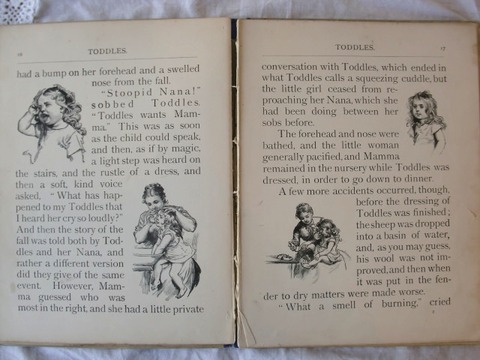 TODDLES.
had a bump on her forehead and a swelled
nose from the fall.
"Stoopid Nana!"
sobbed Toddles.
"Toddles wants Mam-
ma." This was as soon
as the child could speak,
and then, as if by magic,
a light step was heard on
the stairs, and the rustle of a dress, and
then a soft, kind voice
asked, "What has hap-
pened to my Toddles that
I heard her cry so loudly?"
And then the story of the
fall was told both by Tod-
dles and her Nana, and
rather a different version
did they give of the same
event. However, Mam-
ma guessed who was
most in the right, and she had a little private
TODDLES.
17
conversation with Toddles, which ended in
what Toddles calls a squeezing cuddle, but
the little girl ceased from re-
proaching her Nana, which she
had been doing between her
sobs before.
The forehead and nose were
bathed, and the little woman
generally pacified, and Mamma
remained in the nursery while Toddles was
dressed, in order to go down to dinner.
A few more accidents occurred, though,
before the dressing of
Toddles was finished;
the sheep was dropped
into a basin of water,
and, as you may guess,
his wool was not im-
proved, and then when
it was put in the fen-
der to dry matters were made worse.
"What a smell of burning," cried